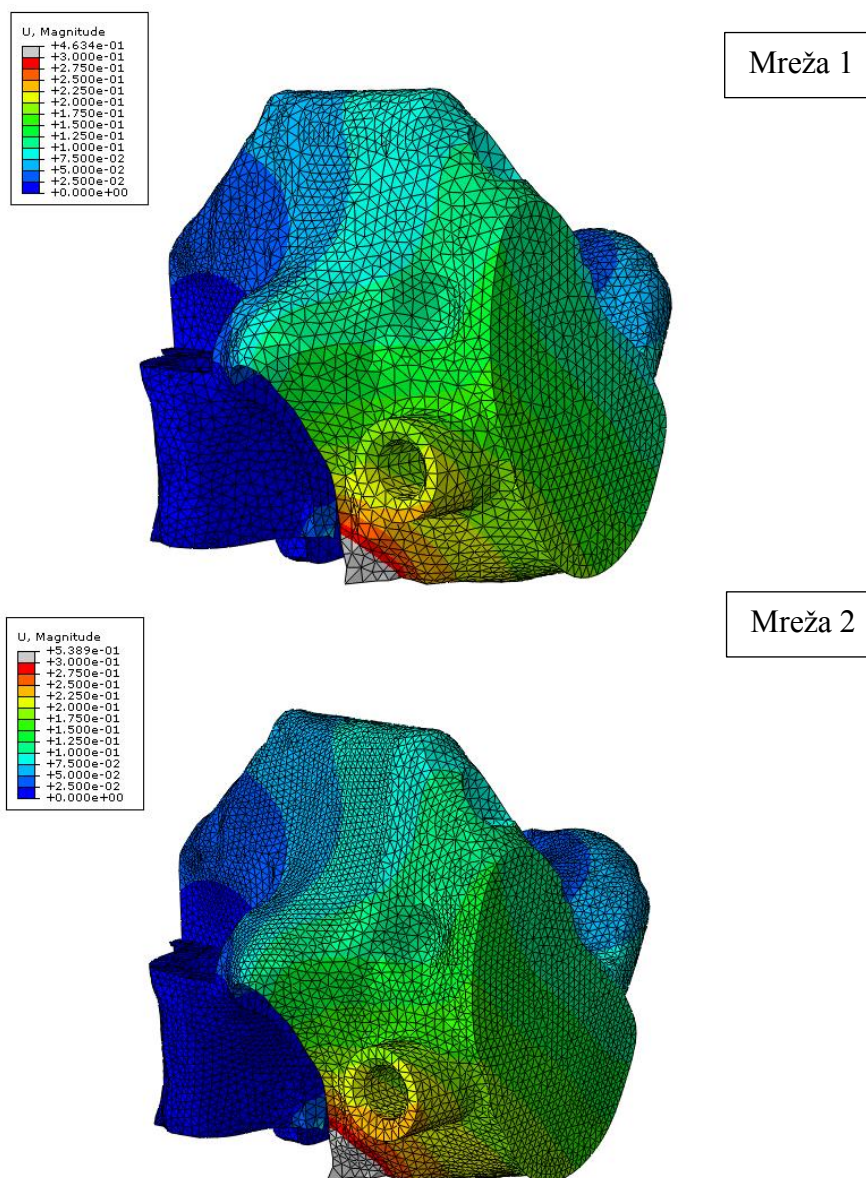 U, Magnitude
+4.634e-01
+3.000e-01
+2.750e-01
+2.500e-01
+2.250e-01
+2.000e-01
+1.750e-01
+1.500e-01
+1.250e-01
+1.000e-01
+7.500e-02
+5.000e-02
+2.500e-02
+0.000e+00
Mreža 1
U, Magnitude
+5.389e-01
+3.000e-01
+2.750e-01
+2.500e-01
+2.250e-01
+2.000e-01
+1.750e-01
+1.500e-01
+1.250e-01
+1.000e-01
+7.500e-02
+5.000e-02
+2.500e-02
+0.000e+00
Mreža 2